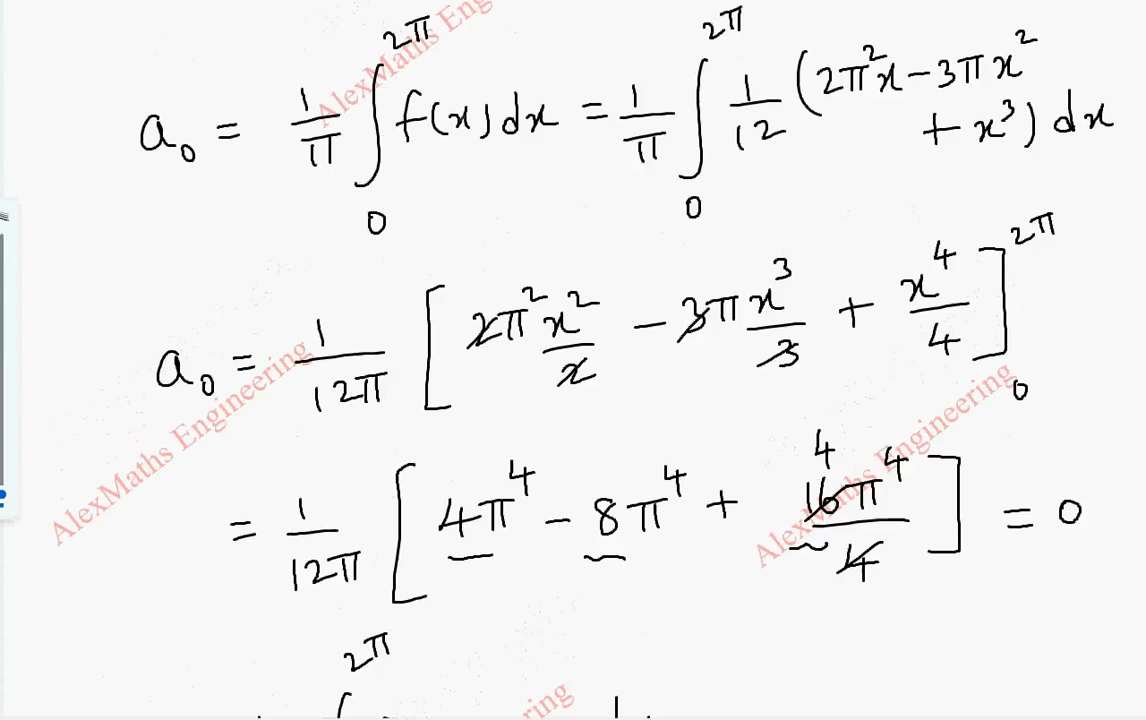 a₀ = 1/π ∫₀^2π f(x) dx = 1/π ∫₀^2π 1/12 (2π²x − 3πx²
+ x³) dx
a₀ = 1/12π [2π² x²/2 − 3π x³/3 + x⁴/4]₀^2π
= 1/12π [4π⁴ − 8π⁴ + 16π⁴/4] = 0
4
2π
∫
AlexMaths Engineering
AlexMaths Engineering
AlexMaths Engineering